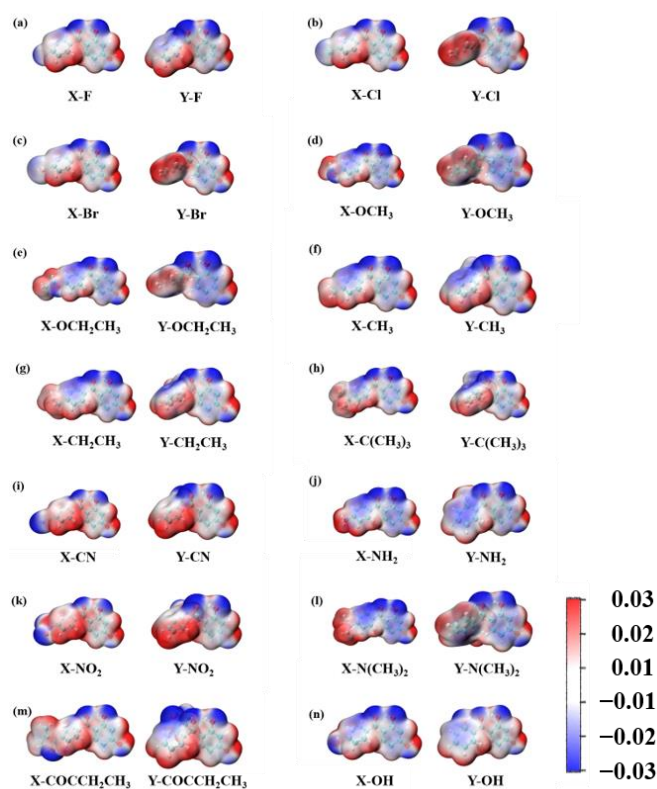 (a)
(b)
X-F
Y-F
X-Cl
Y-Cl
(c)
(d)
X-Br
Y-Br
X-OCH₃
Y-OCH₃
(e)
(f)
X-OCH₂CH₃
Y-OCH₂CH₃
X-CH₃
Y-CH₃
(g)
(h)
X-CH₂CH₃
Y-CH₂CH₃
X-C(CH₃)₃
Y-C(CH₃)₃
(i)
(j)
X-CN
Y-CN
X-NH₂
Y-NH₂
(k)
(l)
X-NO₂
Y-NO₂
X-N(CH₃)₂
Y-N(CH₃)₂
(m)
(n)
X-COCCH₂CH₃
Y-COCCH₂CH₃
X-OH
Y-OH
0.03
0.02
0.01
−0.01
−0.03
−0.03